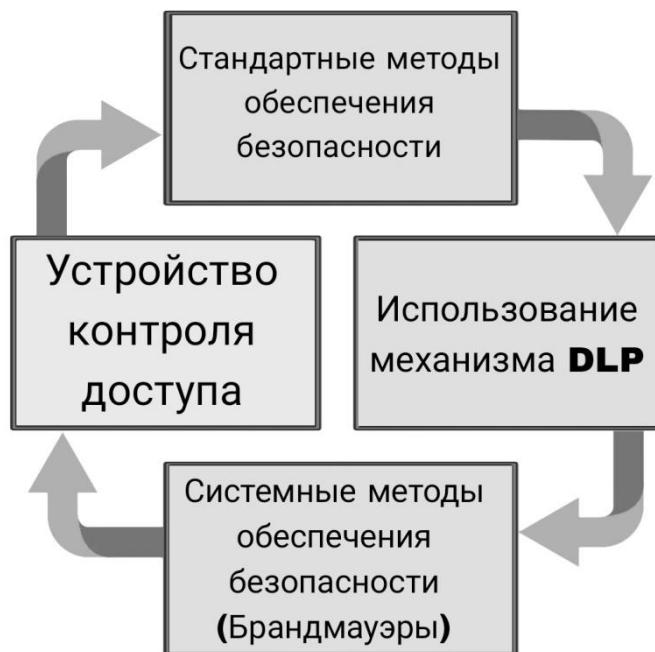 Стандартные методы
обеспечения
безопасности
Устройство
контроля
доступа
Использование
механизма DLP
Системные методы
обеспечения
безопасности
(Брандмауэры)